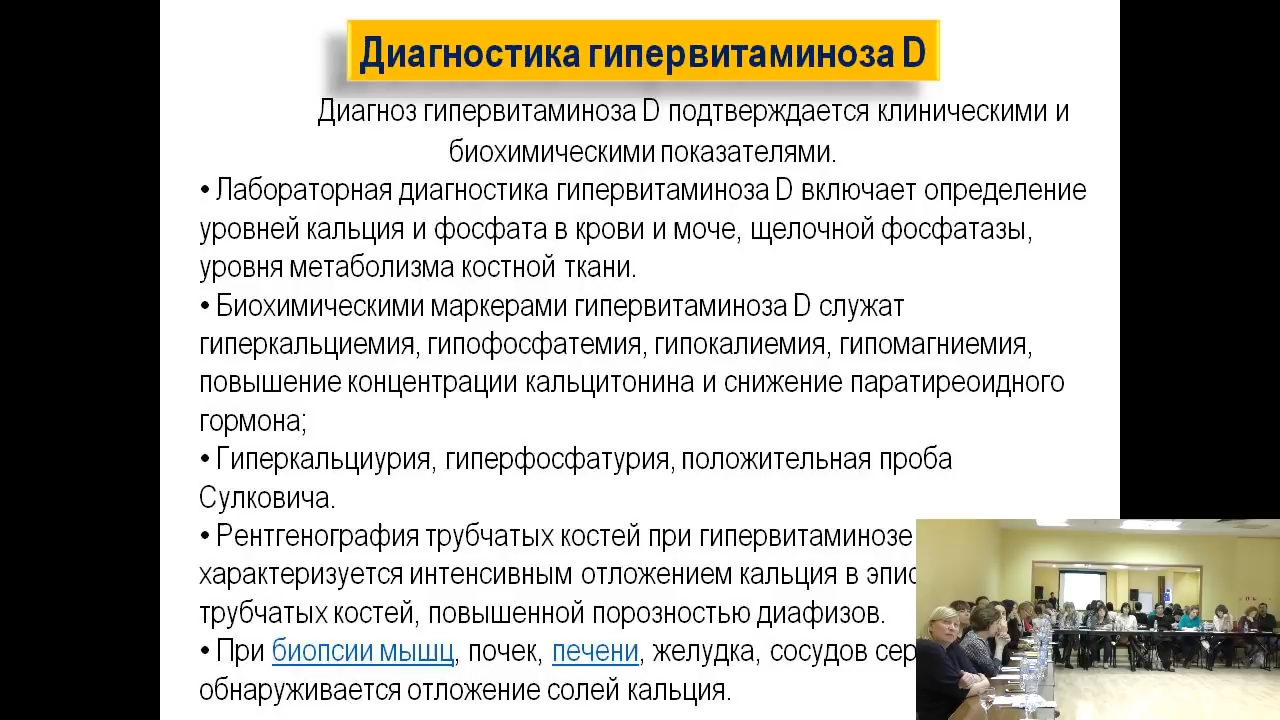 Диагностика гипервитаминоза D
Диагноз гипервитаминоза D подтверждается клиническими и
биохимическими показателями.
• Лабораторная диагностика гипервитаминоза D включает определение
уровней кальция и фосфата в крови и моче, щелочной фосфатазы,
уровня метаболизма костной ткани.
• Биохимическими маркерами гипервитаминоза D служат
гиперкальциемия, гипофосфатемия, гипокалиемия, гипомагниемия,
повышение концентрации кальцитонина и снижение паратиреоидного
гормона;
• Гиперкальциурия, гиперфосфатурия, положительная проба
Сулковича.
• Рентгенография трубчатых костей при гипервитаминозе
характеризуется интенсивным отложением кальция в
трубчатых костей, повышенной порозностью диафизов.
• При биопсии мышц, почек, печени, желудка, сосудов
обнаруживается отложение солей кальция.